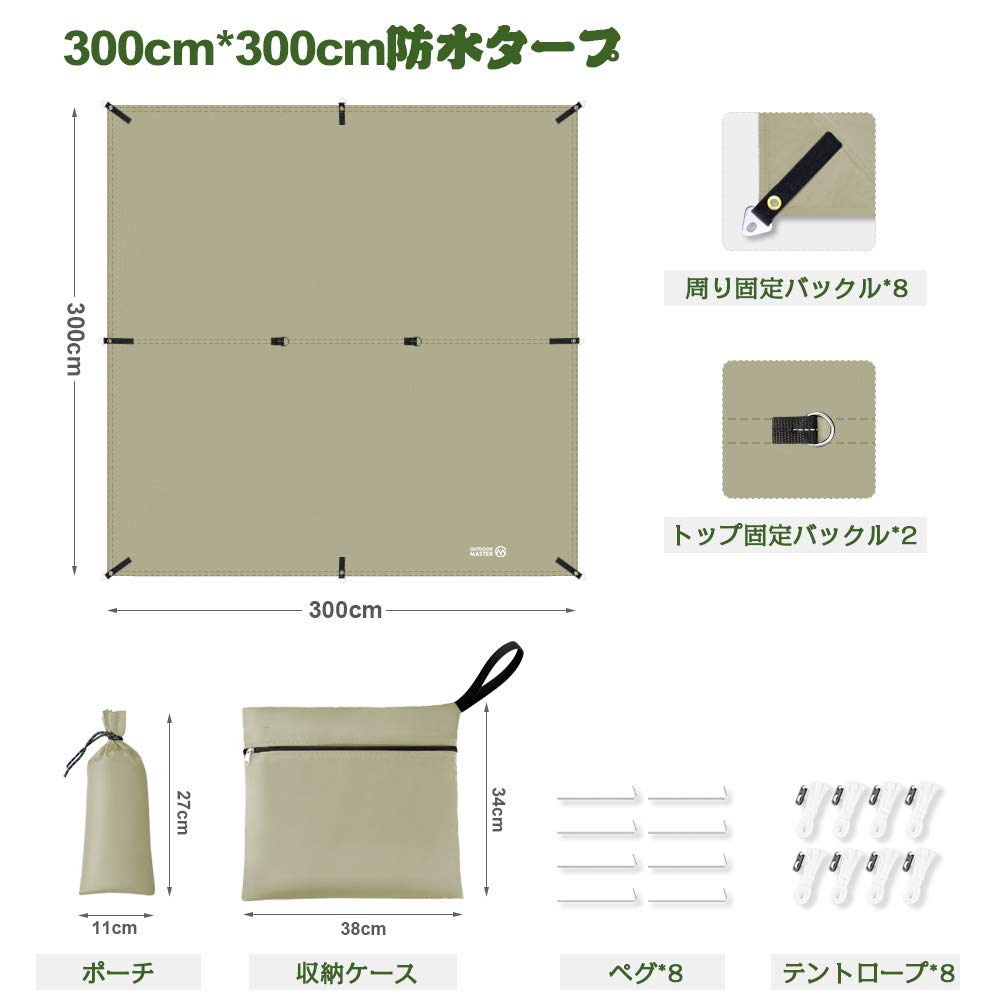 300cm*300cm防水タープ
300cm
周り固定バックル*8
トップ固定バックル*2
OUTDOOR
MASTER
300cm
27cm
34cm
11cm
38cm
ポーチ
収納ケース
ペグ*8
テントロープ*8